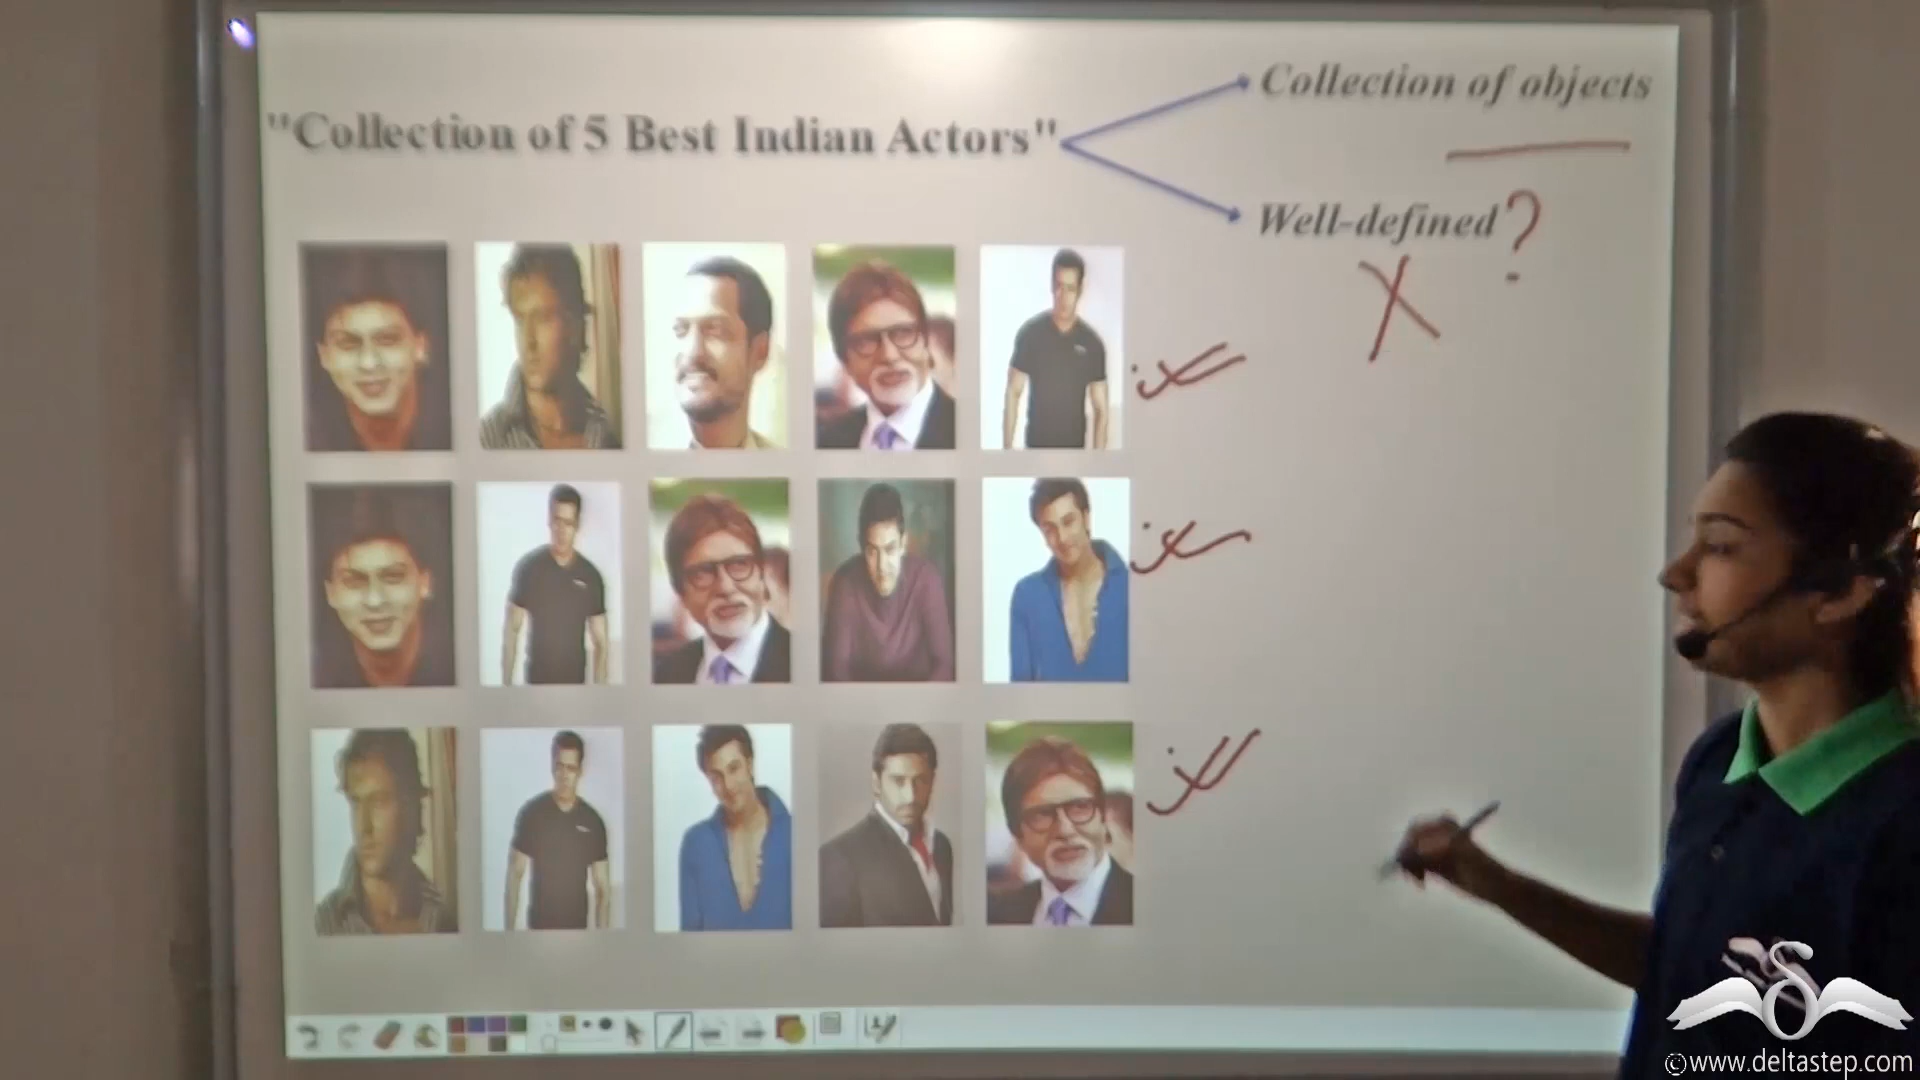 Collection of objects
"Collection of 5 Best Indian Actors"
Well-defined?
X
©www.deltastep.com